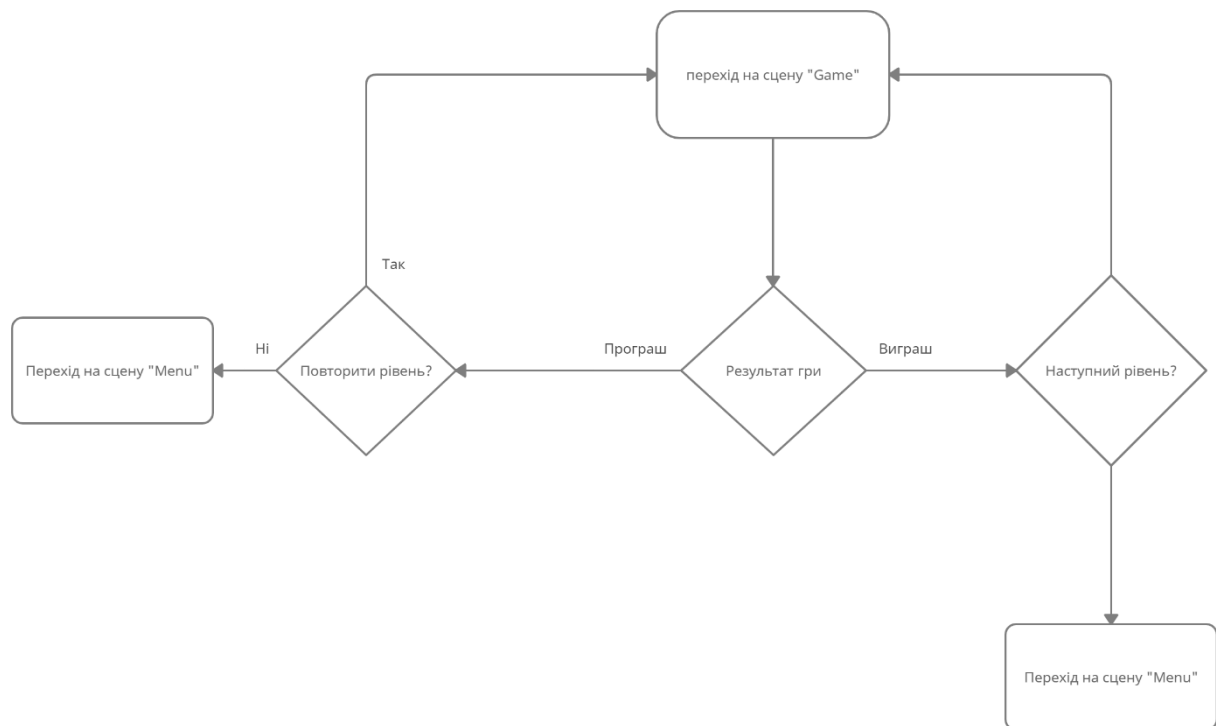 перехід на сцену "Game"
Так
Ні
Програш
Виграш
Перехід на сцену "Menu"
Повторити рівень?
Результат гри
Наступний рівень?
Перехід на сцену "Menu"